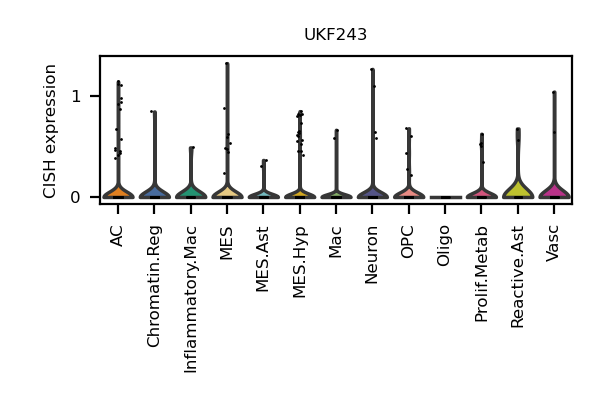 UKF243
CISH expression
1
0
AC
Chromatin.Reg
Inflammatory.Mac
MES
MES.Ast
MES.Hyp
Mac
Neuron
OPC
Oligo
Prolif.Metab
Reactive.Ast
Vasc